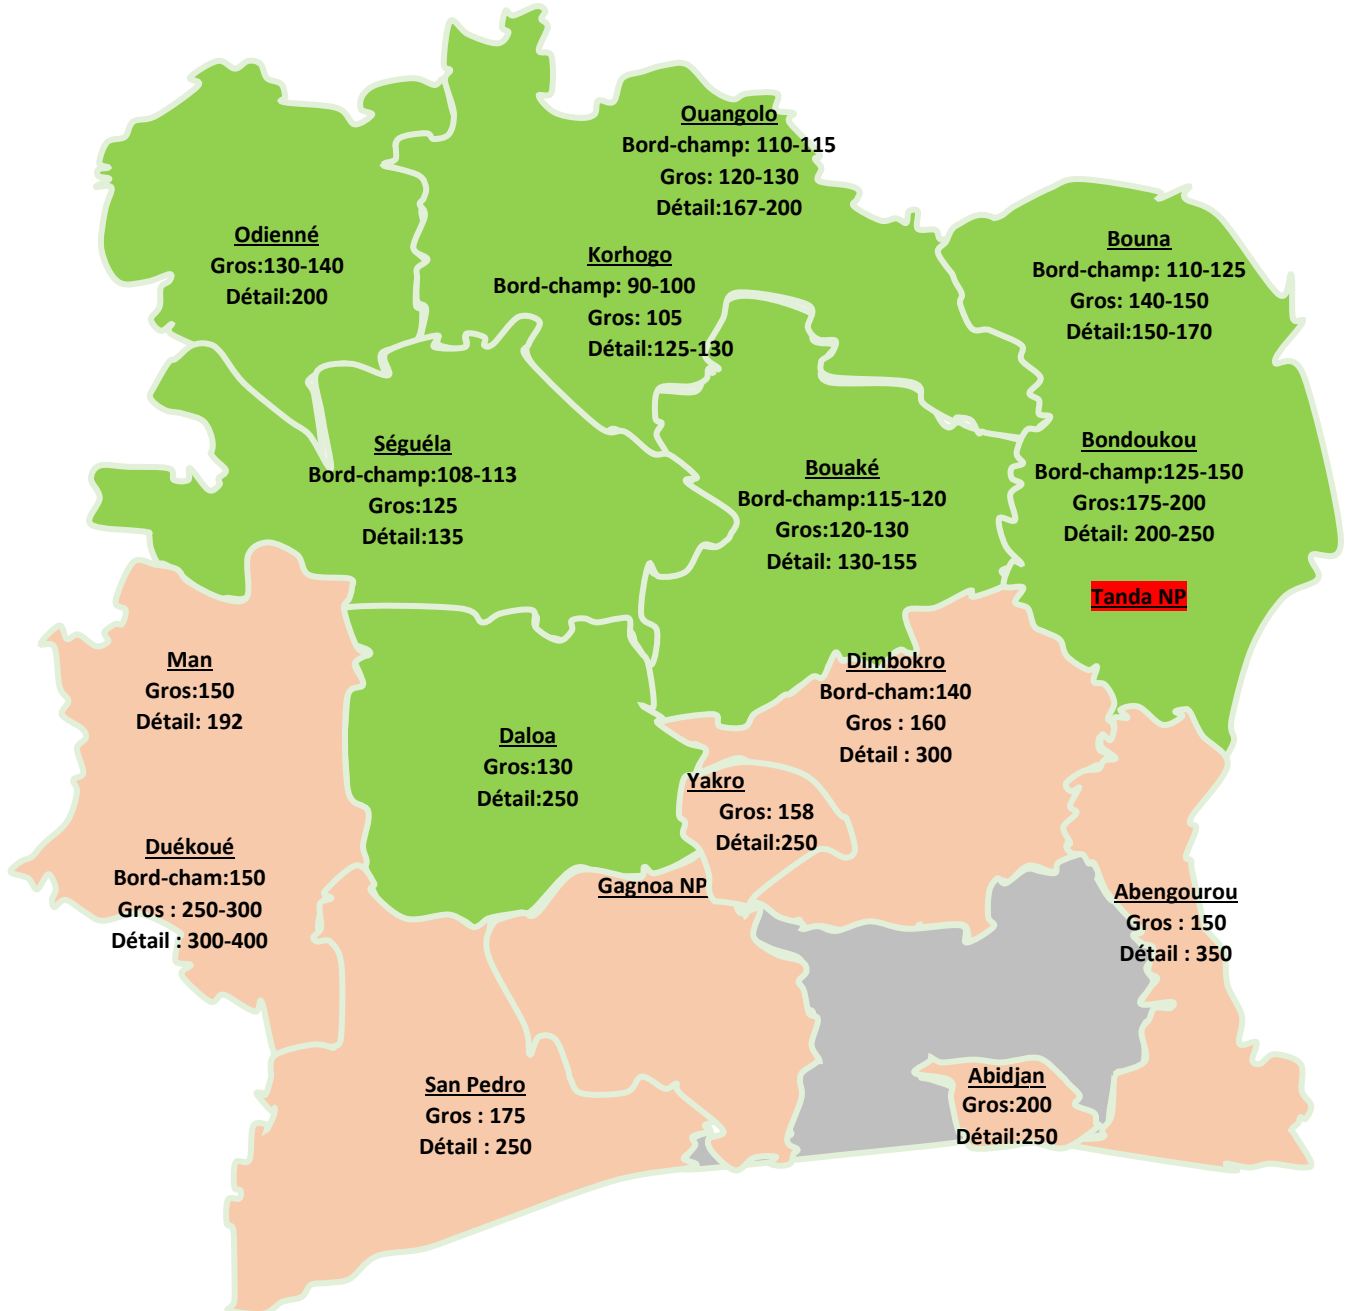 Ouangolo
Bord-champ: 110-115
Gros: 120-130
Détail:167-200
Odienné
Gros:130-140
Détail:200
Korhogo
Bord-champ: 90-100
Gros: 105
Détail:125-130
Bouna
Bord-champ: 110-125
Gros: 140-150
Détail:150-170
Séguéla
Bord-champ:108-113
Gros:125
Détail:135
Bouaké
Bord-champ:115-120
Gros:120-130
Détail: 130-155
Bondoukou
Bord-champ:125-150
Gros:175-200
Détail: 200-250
Tanda NP
Man
Gros:150
Détail: 192
Dimbokro
Bord-cham:140
Gros : 160
Détail : 300
Daloa
Gros:130
Détail:250
Yakro
Gros: 158
Détail:250
Duékoué
Bord-cham:150
Gros : 250-300
Détail : 300-400
Gagnoa NP
Abengourou
Gros : 150
Détail : 350
San Pedro
Gros : 175
Détail : 250
Abidjan
Gros:200
Détail:250